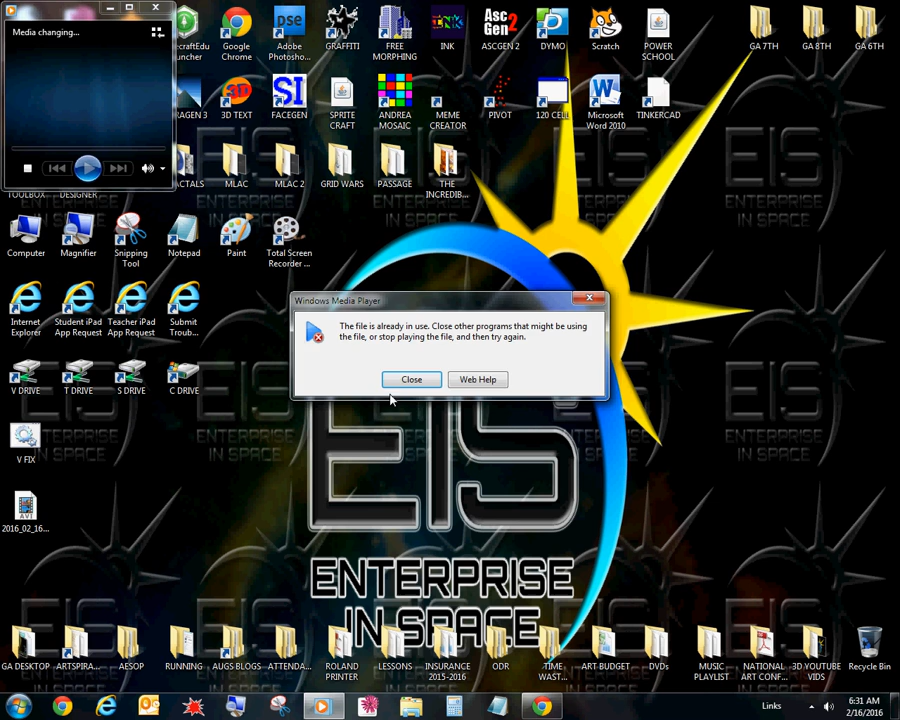 Media changing...
ecraftEdu
uncher
Google
Chrome
Adobe
Photosho...
GRAFFITI
FREE
MORPHING
INK
ASCGEN 2
DYMO
Scratch
POWER
SCHOOL
GA 7TH
GA 8TH
GA 6TH
RAGEN 3
3D TEXT
FACEGEN
SPRITE
CRAFT
ANDREA
MOSAIC
MEME
CREATOR
PIVOT
120 CELL
Microsoft
Word 2010
TINKERCAD
TOOLBOX
DESIGNER
ACTALS
MLAC
MLAC 2
GRID WARS
PASSAGE
THE
INCREDIB...
Computer
Magnifier
Snipping
Tool
Notepad
Paint
Total Screen
Recorder ...
Internet
Explorer
Student iPad
App Request
Teacher iPad
App Request
Submit
Troub...
Windows Media Player
The file is already in use. Close other programs that might be using
the file, or stop playing the file, and then try again.
Close
Web Help
V DRIVE
T DRIVE
S DRIVE
C DRIVE
V FIX
2016_02_16...
EIS
ENTERPRISE
IN SPACE
GA DESKTOP
ARTSPIRA...
AESOP
RUNNING
AUGS BLOGS
ATTENDA...
ROLAND
PRINTER
LESSONS
INSURANCE
2015-2016
ODR
TIME
WAST...
ART BUDGET
DVDs
MUSIC
PLAYLIST
NATIONAL
ART CONF...
3D YOUTUBE
VIDS
Recycle Bin
Links
6:31 AM
2/16/2016